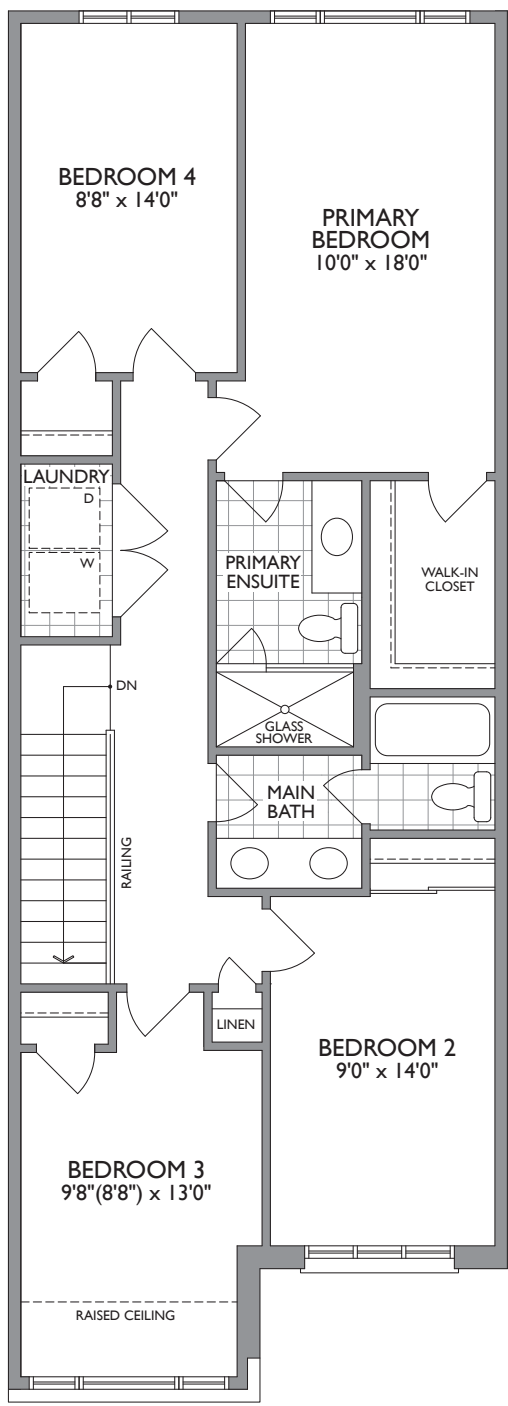 BEDROOM 4
8'8" x 14'0"
PRIMARY
BEDROOM
10'0" x 18'0"
LAUNDRY
D
W
PRIMARY
ENSUITE
WALK-IN
CLOSET
DN
GLASS
SHOWER
MAIN
BATH
RAILING
LINEN
BEDROOM 2
9'0" x 14'0"
BEDROOM 3
9'8"(8'8") x 13'0"
RAISED CEILING